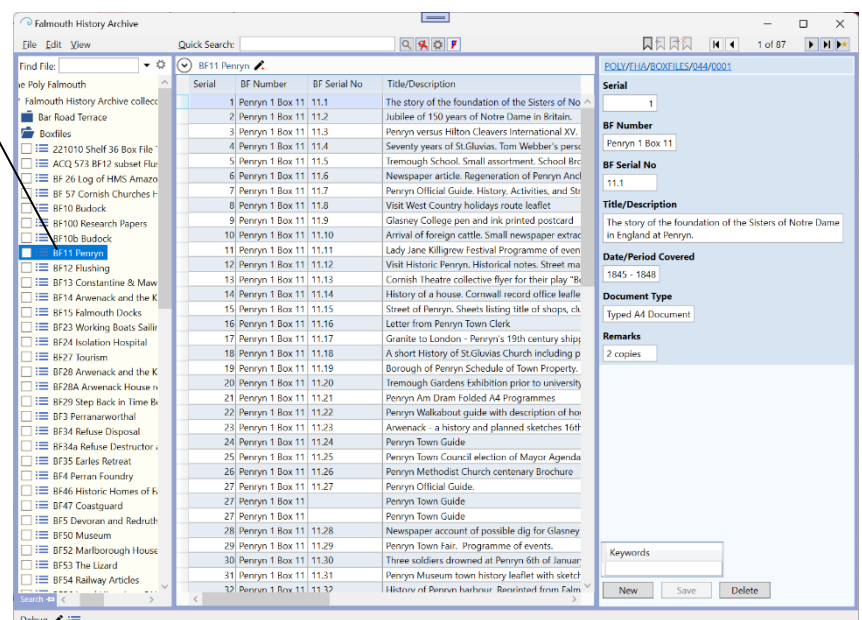 Falmouth History Archive
File Edit View Quick Search: 1 of 87
Find File:
e Poly Falmouth
Falmouth History Archive collec
Bar Road Terrace
Boxfiles
221010 Shelf 36 Box File
ACQ 573 BF12 subset Flus
BF 26 Log of HMS Amazo
BF 57 Cornish Churches H
BF10 Budock
BF100 Research Papers
BF10b Budock
BF11 Penryn
BF12 Flushing
BF13 Constantine & Maw
BF14 Arwenack and the K
BF15 Falmouth Docks
BF23 Working Boats Sailin
BF24 Isolation Hospital
BF27 Tourism
BF28 Arwenack and the K
BF28A Arwenack House
BF29 Step Back in Time B
BF3 Perranarworthal
BF34 Refuse Disposal
BF34a Refuse Destructor
BF35 Earles Retreat
BF4 Perran Foundry
BF46 Historic Homes of F
BF47 Coastguard
BF5 Devoran and Redruth
BF50 Museum
BF52 Marlborough House
BF53 The Lizard
BF54 Railway Articles
Search
Debug
BF11 Penryn
Serial BF Number BF Serial No Title/Description
1 Penryn 1 Box 11 11.1 The story of the foundation of the Sisters of No
2 Penryn 1 Box 11 11.2 Jubilee of 150 years of Notre Dame in Britain.
3 Penryn 1 Box 11 11.3 Penryn versus Hilton Cleavers International XV.
4 Penryn 1 Box 11 11.4 Seventy years of St.Gluvias. Tom Webber's perso
5 Penryn 1 Box 11 11.5 Tremough School. Small assortment. School Bro
6 Penryn 1 Box 11 11.6 Newspaper article. Regeneration of Penryn Anc
7 Penryn 1 Box 11 11.7 Penryn Official Guide. History, Activities, and Str
8 Penryn 1 Box 11 11.8 Visit West Country holidays route leaflet
9 Penryn 1 Box 11 11.9 Glasney College pen and ink printed postcard
10 Penryn 1 Box 11 11.10 Arrival of foreign cattle. Small newspaper extrac
11 Penryn 1 Box 11 11.11 Lady Jane Killigrew Festival Programme of even
12 Penryn 1 Box 11 11.12 Visit Historic Penryn. Historical notes. Street ma
13 Penryn 1 Box 11 11.13 Cornish Theatre collective flyer for their play "B
14 Penryn 1 Box 11 11.14 History of a house. Cornwall record office leafle
15 Penryn 1 Box 11 11.15 Street of Penryn. Sheets listing title of shops, clu
16 Penryn 1 Box 11 11.16 Letter from Penryn Town Clerk
17 Penryn 1 Box 11 11.17 Granite to London - Penryn's 19th century shipp
18 Penryn 1 Box 11 11.18 A short History of St.Gluvias Church including p
19 Penryn 1 Box 11 11.19 Borough of Penryn Schedule of Town Property.
20 Penryn 1 Box 11 11.20 Tremough Gardens Exhibition prior to university
21 Penryn 1 Box 11 11.21 Penryn Am Dram Folded A4 Programmes
22 Penryn 1 Box 11 11.22 Penryn Walkabout guide with description of hou
23 Penryn 1 Box 11 11.23 Arwenack - a history and planned sketches 16th
24 Penryn 1 Box 11 11.24 Penryn Town Guide
25 Penryn 1 Box 11 11.25 Penryn Town Council election of Mayor Agenda
26 Penryn 1 Box 11 11.26 Penryn Methodist Church centenary Brochure
27 Penryn 1 Box 11 11.27 Penryn Official Guide.
27 Penryn 1 Box 11 Penryn Town Guide
27 Penryn 1 Box 11 Penryn Town Guide
28 Penryn 1 Box 11 11.28 Newspaper account of possible dig for Glasney
29 Penryn 1 Box 11 11.29 Penryn Town Fair. Programme of events.
30 Penryn 1 Box 11 11.30 Three soldiers drowned at Penryn 6th of Januar
31 Penryn 1 Box 11 11.31 Penryn Museum town history leaflet with sketch
32 Penryn 1 Box 11 11.32 History of Penryn harbour. Reprinted from Falm
POLY/FHA/BOXFILES/044/0001
Serial
1
BF Number
Penryn 1 Box 11
BF Serial No
11.1
Title/Description
The story of the foundation of the Sisters of Notre Dame
in England at Penryn.
Date/Period Covered
1845 - 1848
Document Type
Typed A4 Document
Remarks
2 copies
Keywords
New Save Delete